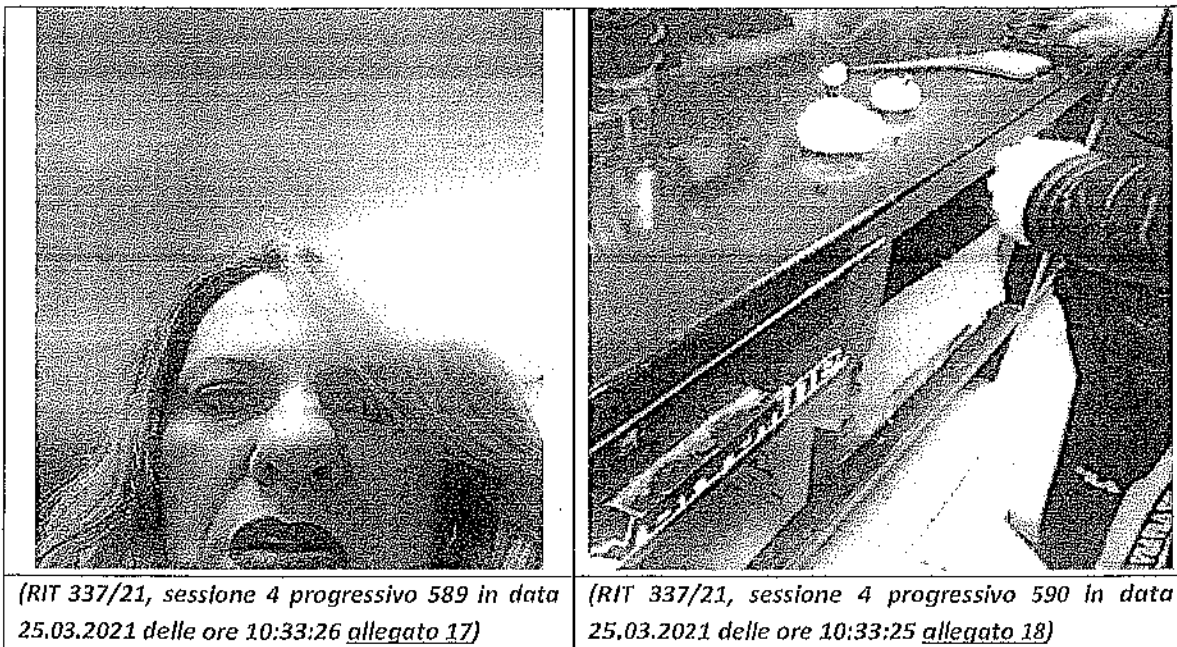 (RIT 337/21, sessione 4 progressivo 589 in data
25.03.2021 delle ore 10:33:26 allegato 17)
(RIT 337/21, sessione 4 progressivo 590 in data
25.03.2021 delle ore 10:33:25 allegato 18)